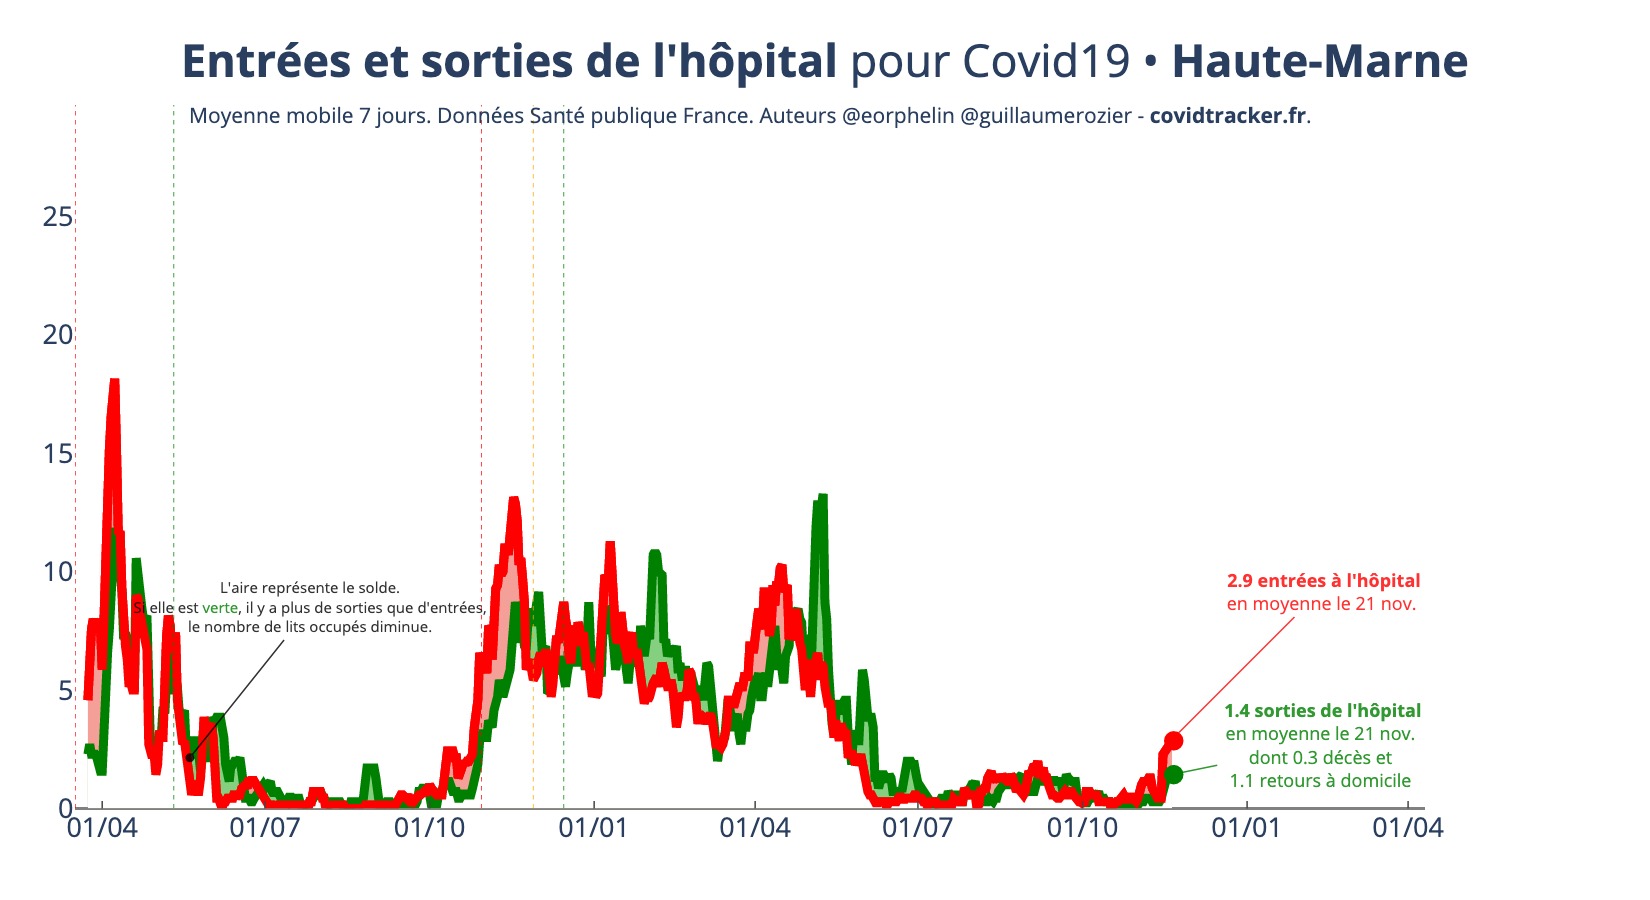 Entrées et sorties de l'hôpital pour Covid19 • Haute-Marne
Moyenne mobile 7 jours. Données Santé publique France. Auteurs @eorphelin @guillaumerozier - covidtracker.fr.
25
20
15
10
5
0
L'aire représente le solde.
Si elle est verte, il y a plus de sorties que d'entrées,
le nombre de lits occupés diminue.
2.9 entrées à l'hôpital
en moyenne le 21 nov.
1.4 sorties de l'hôpital
en moyenne le 21 nov.
dont 0.3 décès et
1.1 retours à domicile
01/04 01/07 01/10 01/01 01/04 01/07 01/10 01/01 01/04